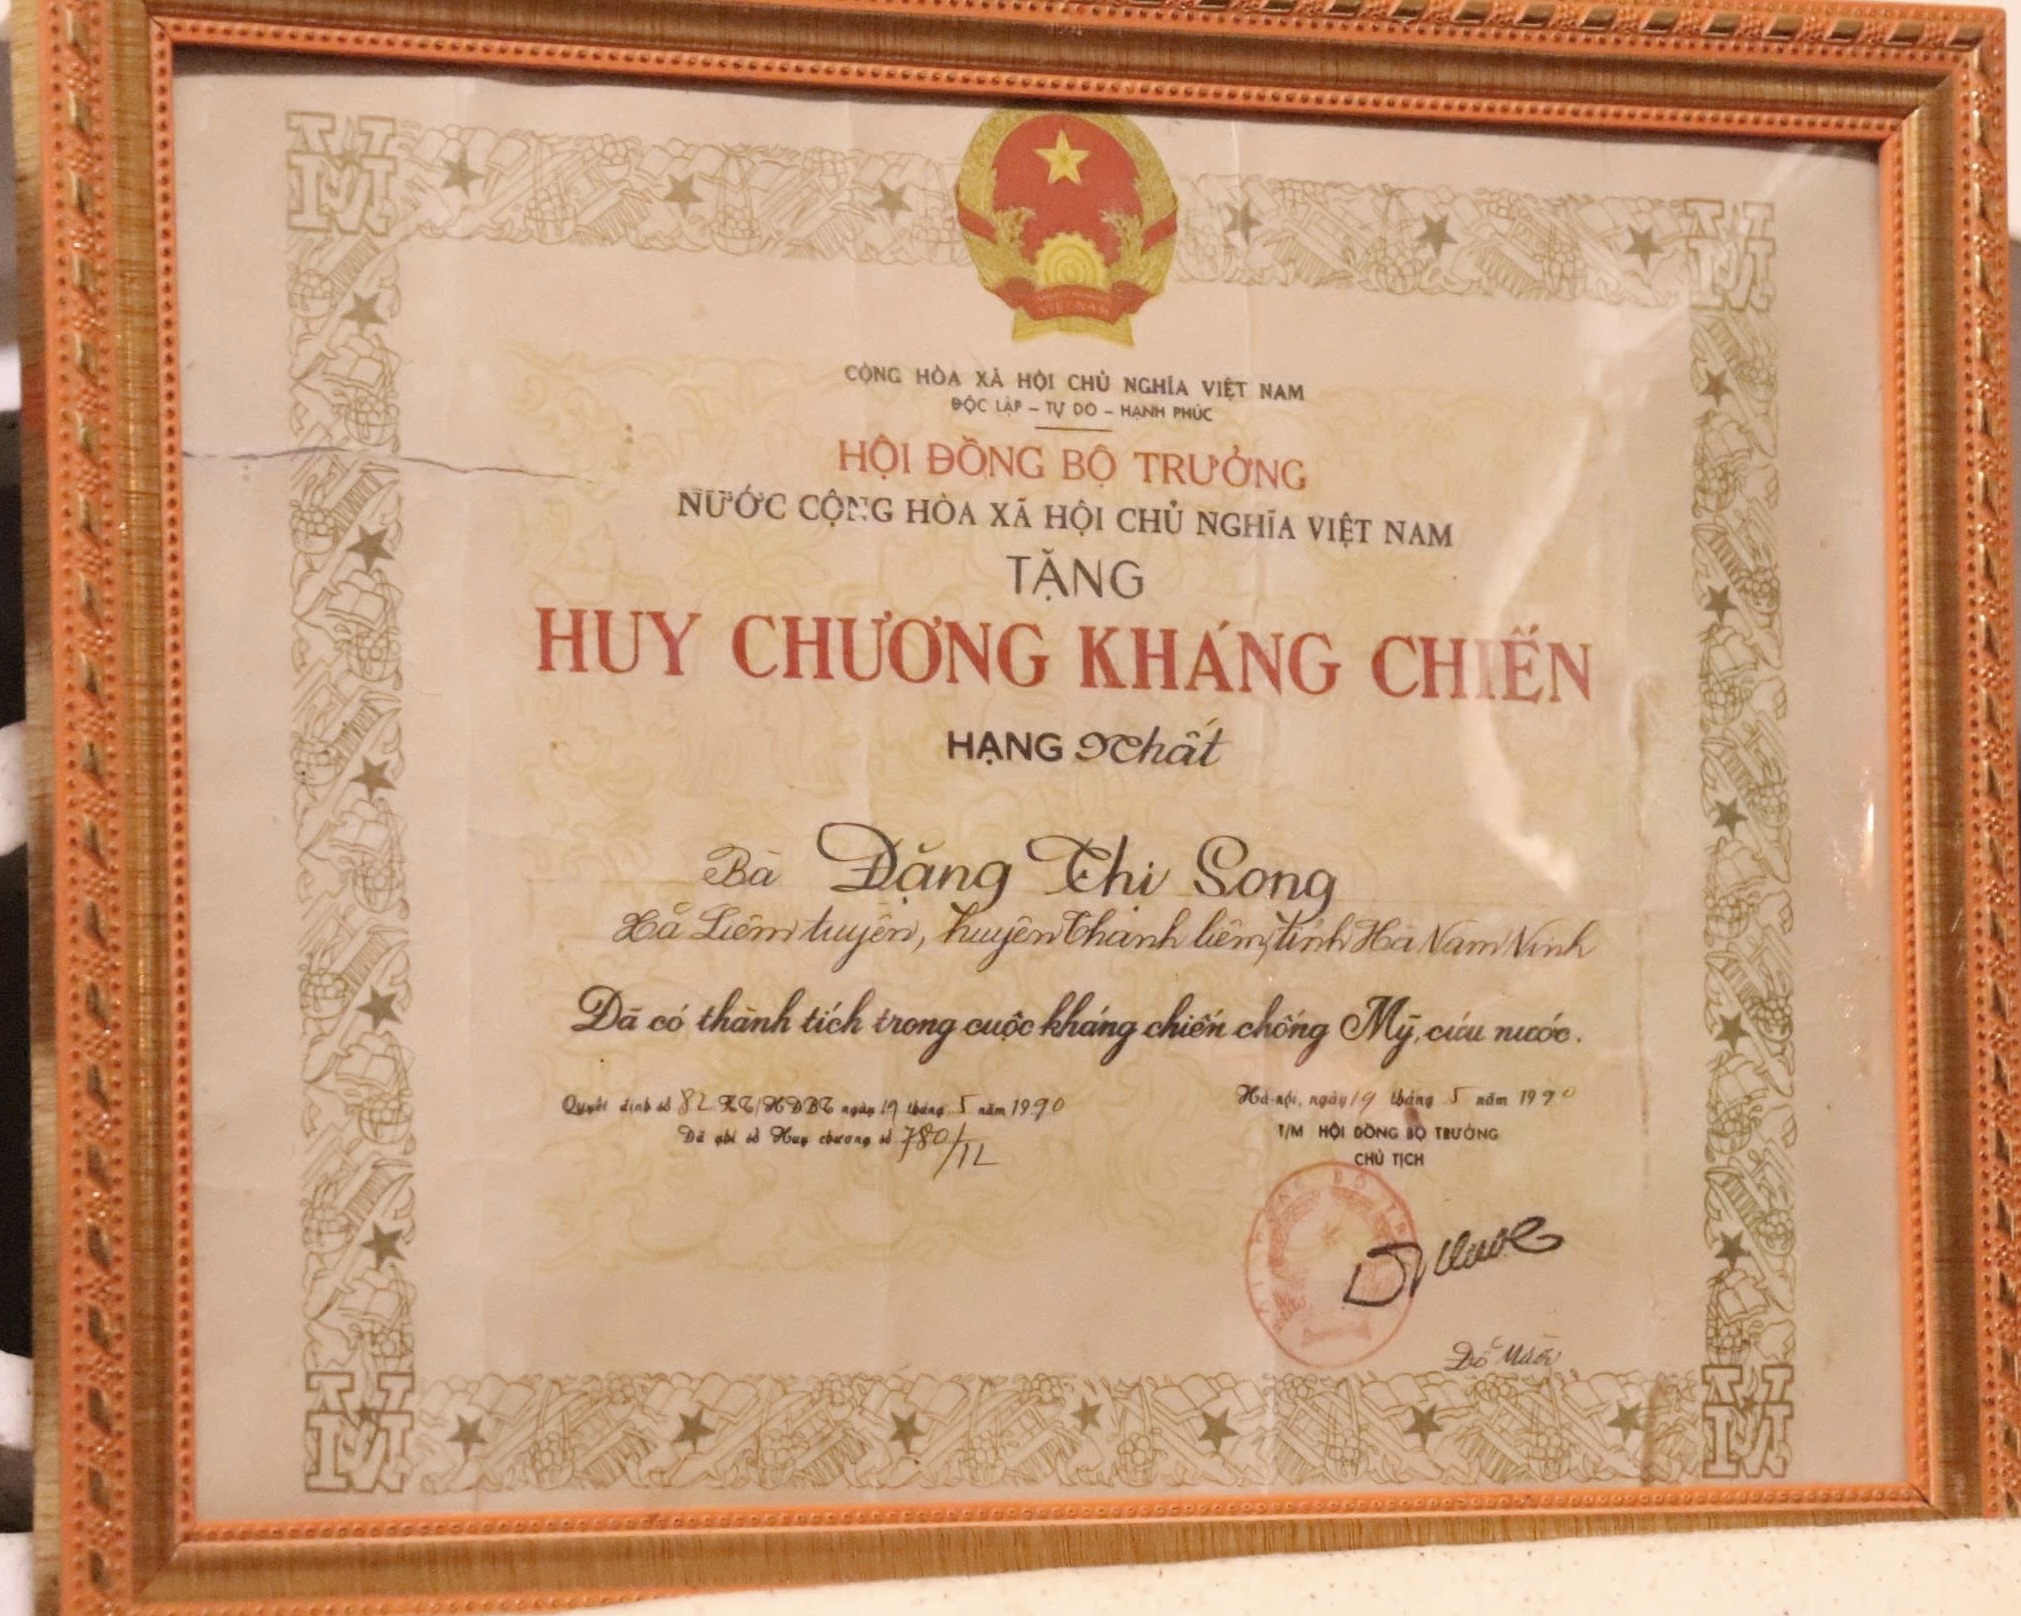 VIỆT NAM
CỘNG HÒA XÃ HỘI CHỦ NGHĨA VIỆT NAM
ĐỘC LẬP - TỰ DO - HẠNH PHÚC
HỘI ĐỒNG BỘ TRƯỞNG
NƯỚC CỘNG HÒA XÃ HỘI CHỦ NGHĨA VIỆT NAM
TẶNG
HUY CHƯƠNG KHÁNG CHIẾN
HẠNG Nhất
Bà Đặng Thị Song
Xã Liêm tuyền, huyện Thanh liêm, tỉnh Hà Nam Ninh
Đã có thành tích trong cuộc kháng chiến chống Mỹ, cứu nước.
Quyết định số 82 KT/HĐBT ngày 19 tháng 5 năm 1990
Đã ghi sổ Huy chương số 780/
Hà-nội, ngày 19 tháng 5 năm 1990
T/M HỘI ĐỒNG BỘ TRƯỞNG
CHỦ TỊCH
Đỗ Mười